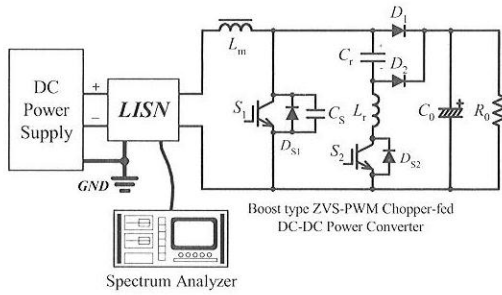 DC
Power
Supply
+
−
LISN
GND
Spectrum Analyzer
Lm
S1
DS1
CS
Cr
+
-
D1
D2
Lr
S2
DS2
C0
+
R0
Boost type ZVS-PWM Chopper-fed
DC-DC Power Converter